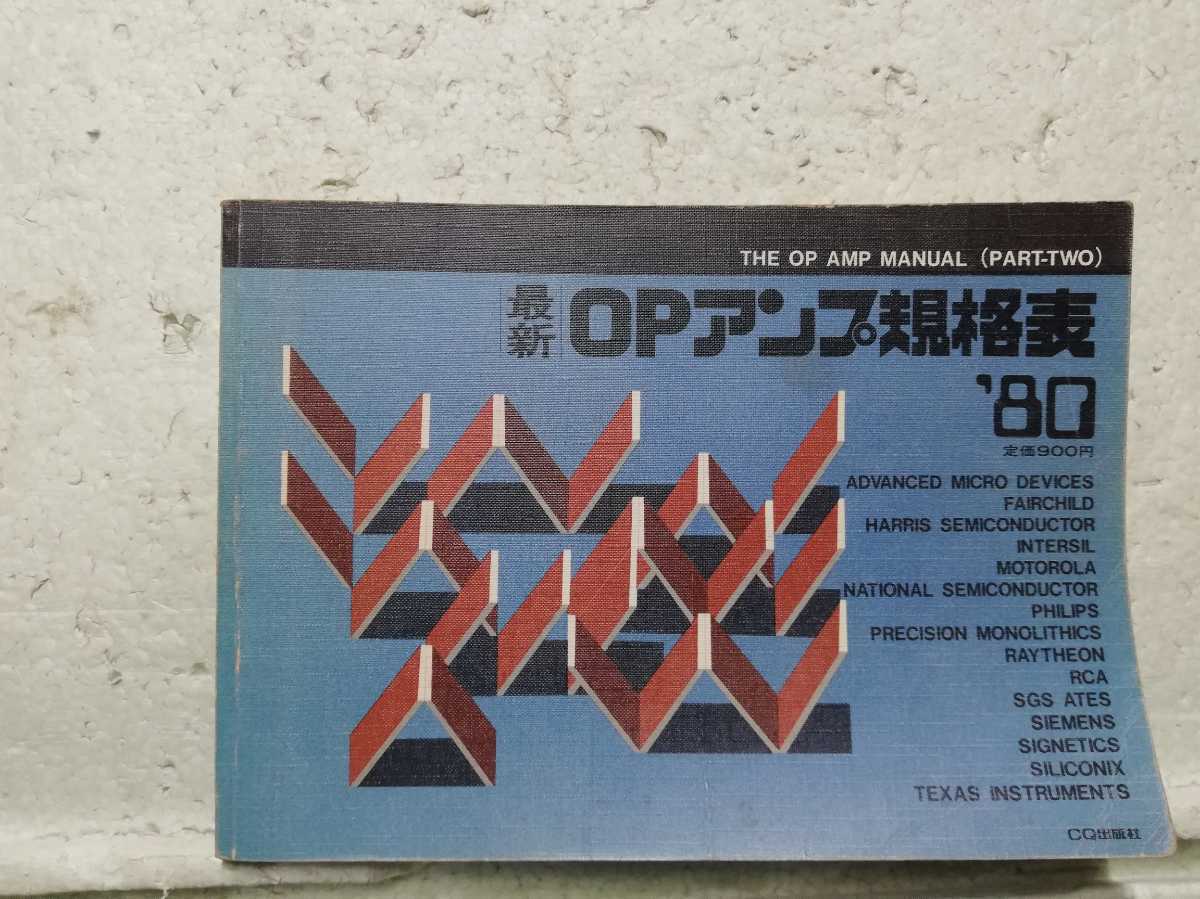 THE OP AMP MANUAL (PART-TWO)
最新 OPアンプ規格表
'80
定価900円
ADVANCED MICRO DEVICES
FAIRCHILD
HARRIS SEMICONDUCTOR
INTERSIL
MOTOROLA
NATIONAL SEMICONDUCTOR
PHILIPS
PRECISION MONOLITHICS
RAYTHEON
RCA
SGS ATES
SIEMENS
SIGNETICS
SILICONIX
TEXAS INSTRUMENTS
CQ出版社